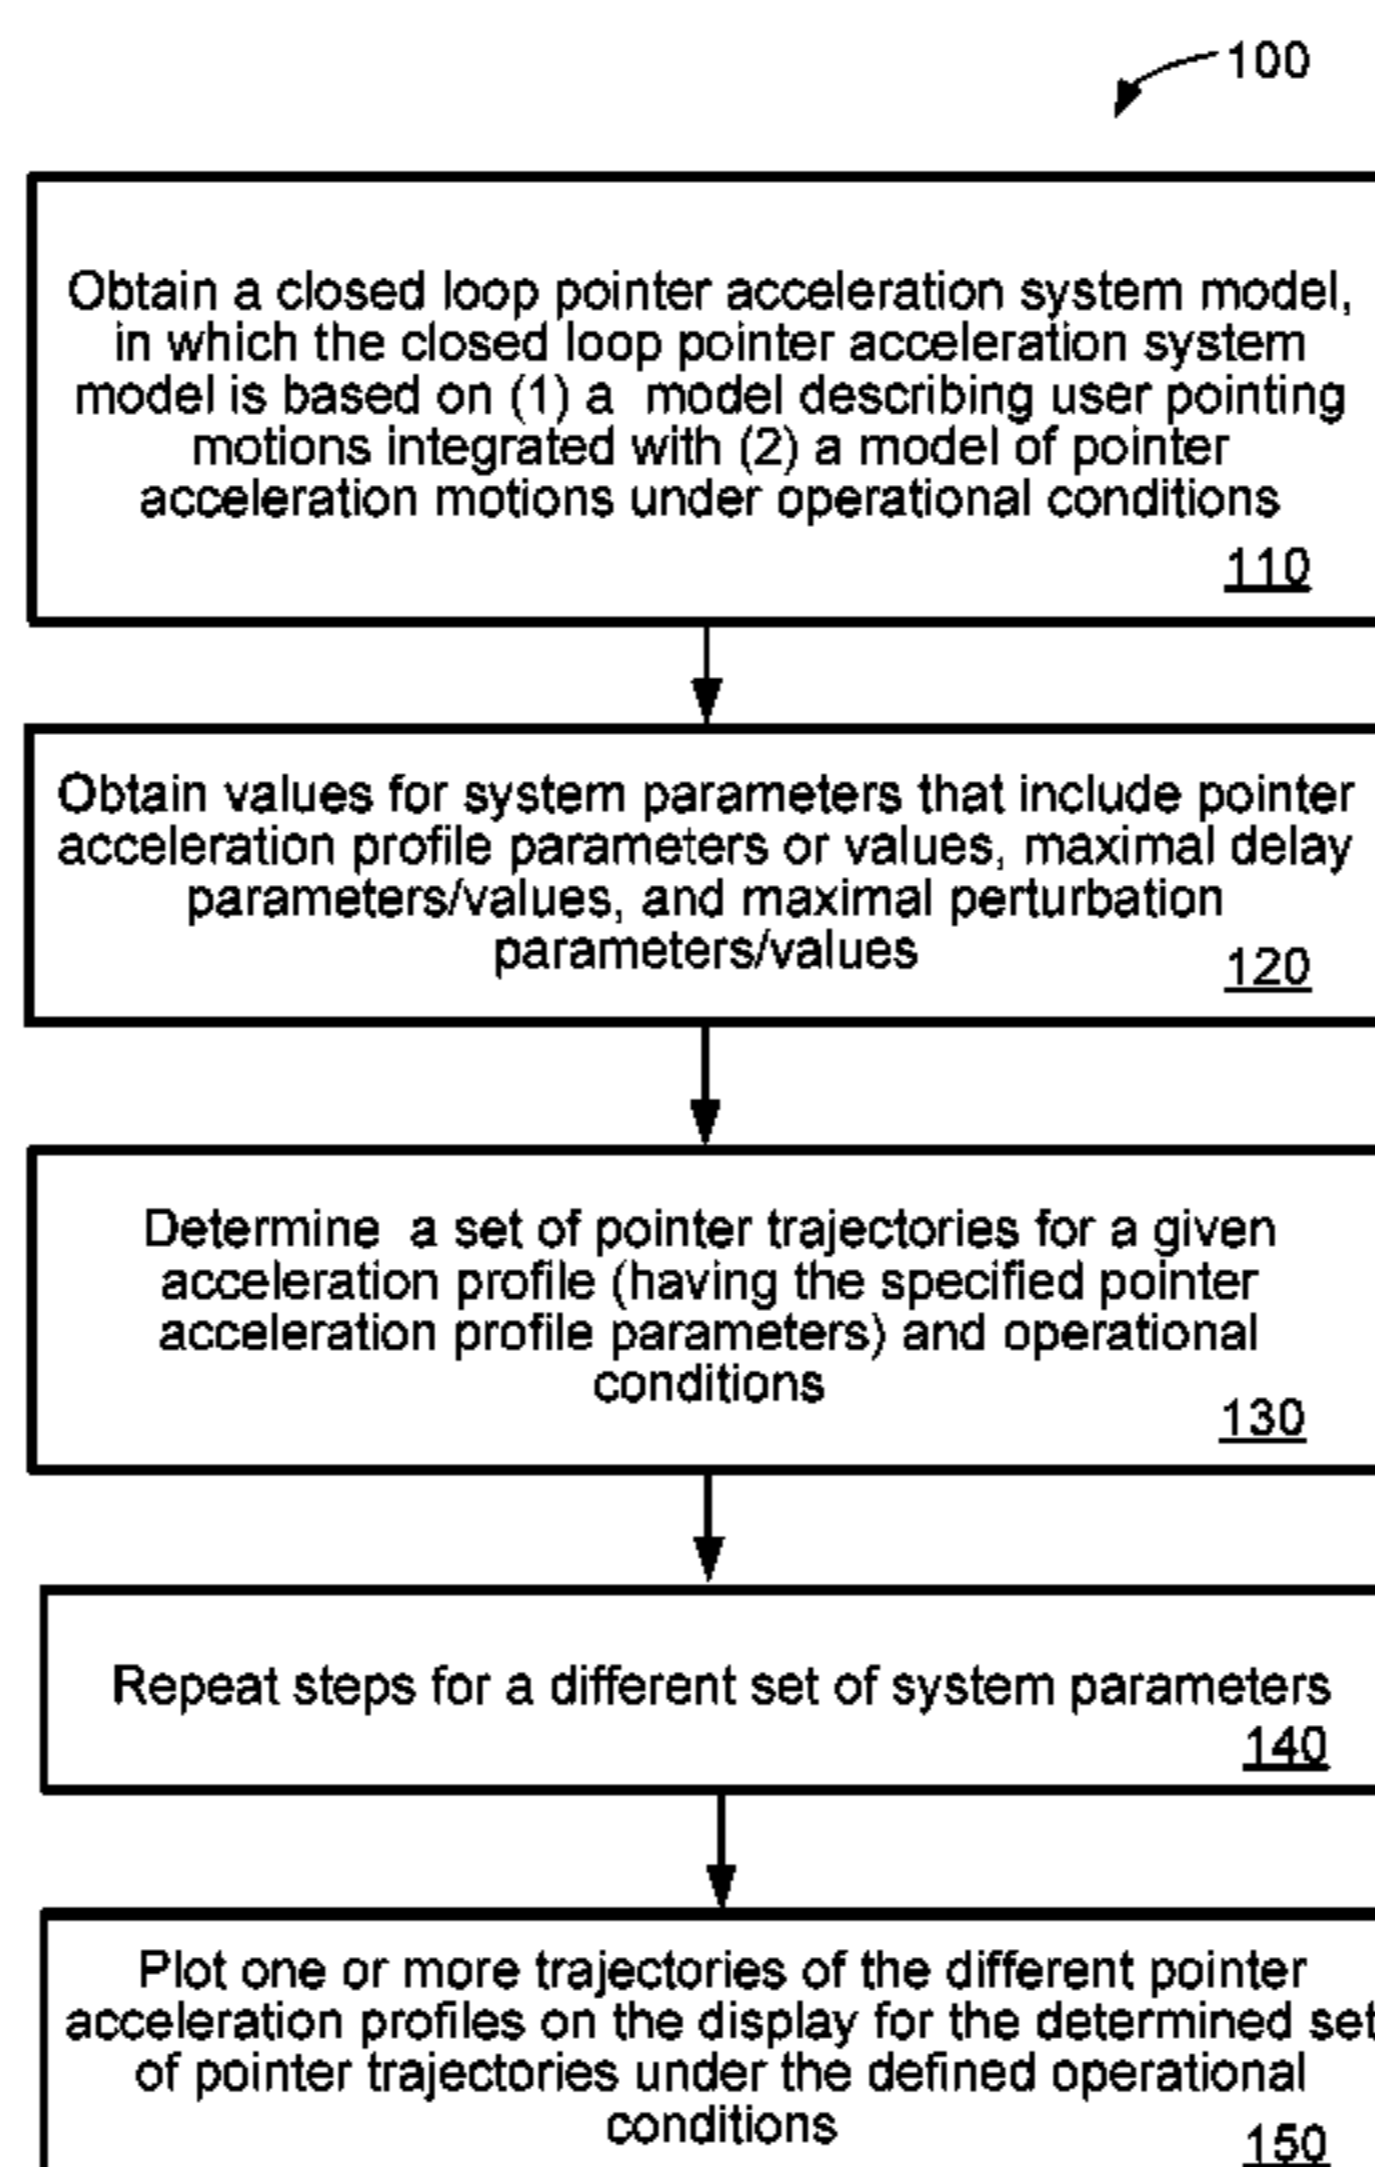 100
Obtain a closed loop pointer acceleration system model,
in which the closed loop pointer acceleration system
model is based on (1) a model describing user pointing
motions integrated with (2) a model of pointer
acceleration motions under operational conditions
110
Obtain values for system parameters that include pointer
acceleration profile parameters or values, maximal delay
parameters/values, and maximal perturbation
parameters/values
120
Determine a set of pointer trajectories for a given
acceleration profile (having the specified pointer
acceleration profile parameters) and operational
conditions
130
Repeat steps for a different set of system parameters
140
Plot one or more trajectories of the different pointer
acceleration profiles on the display for the determined set
of pointer trajectories under the defined operational
conditions
150